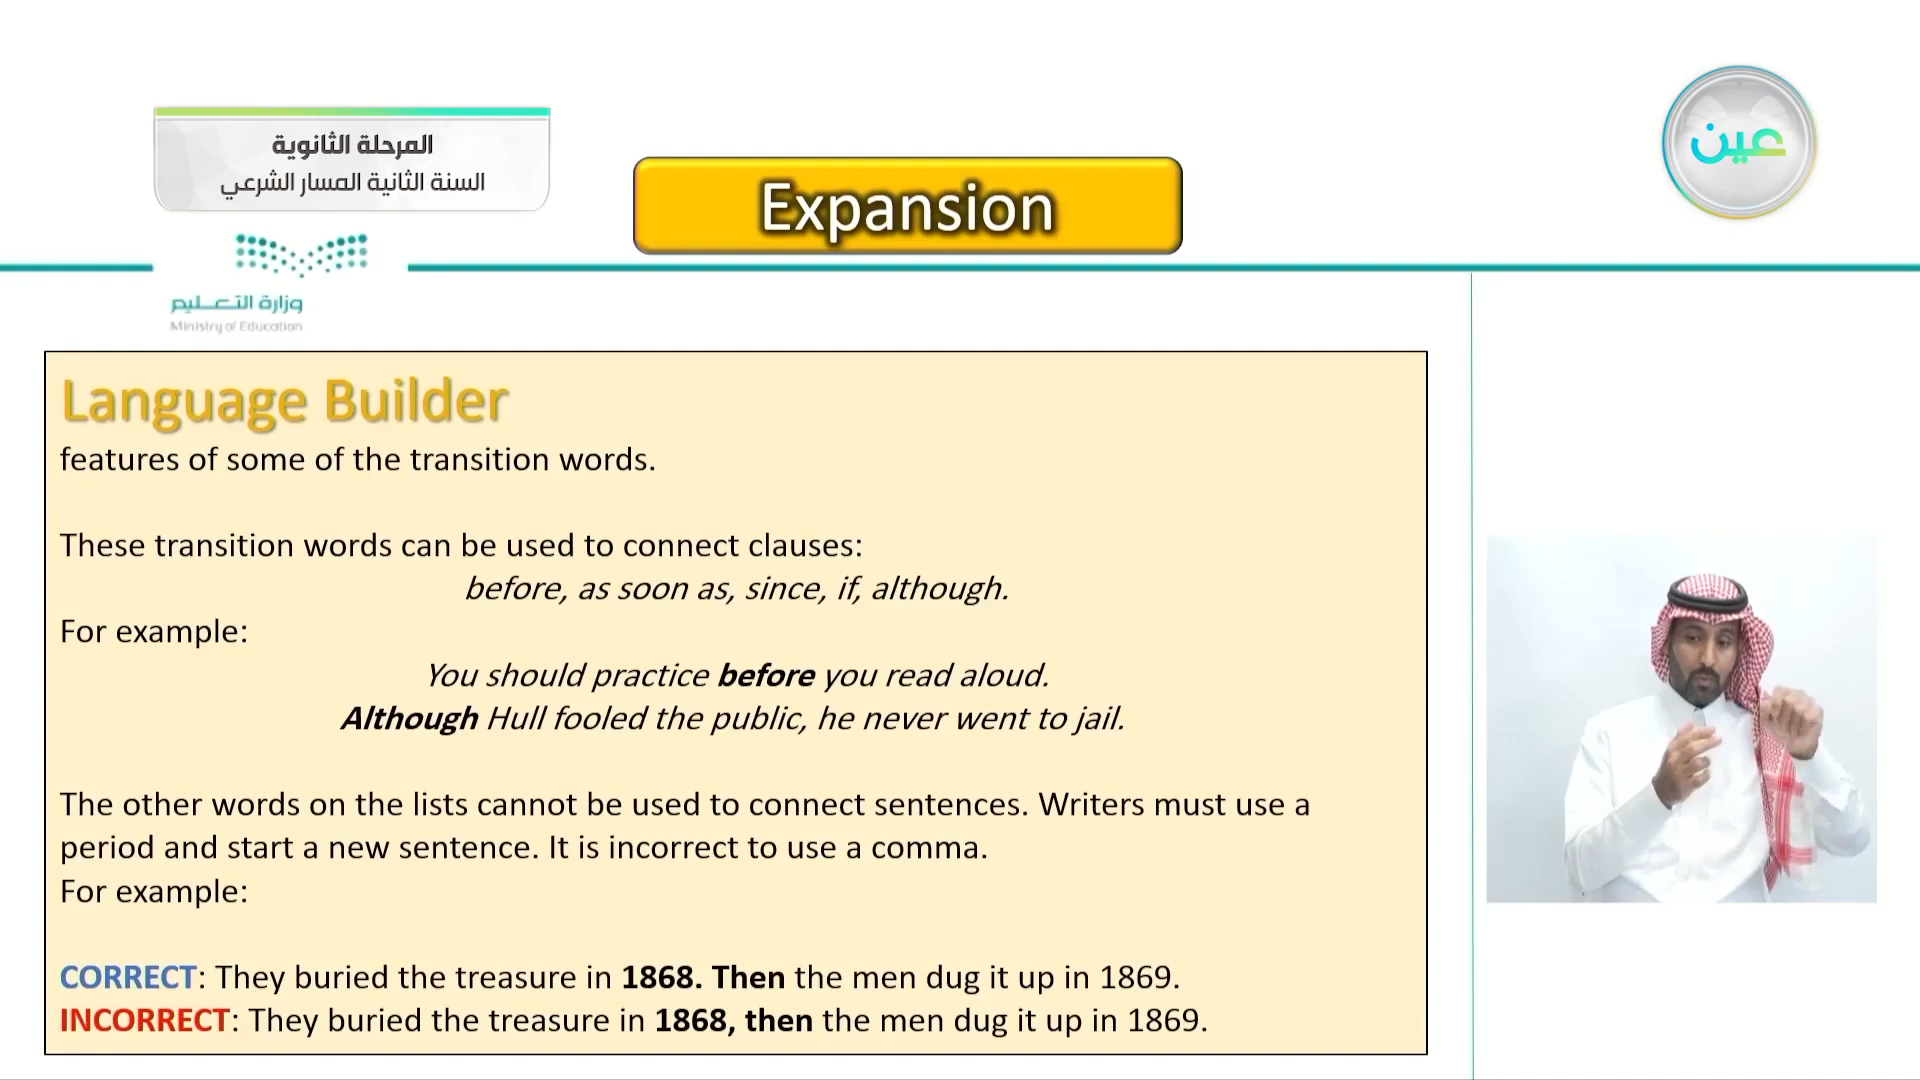 المرحلة الثانوية
السنة الثانية المسار الشرعي
عين
Expansion
وزارة التعليم
Ministry of Education
Language Builder
features of some of the transition words.
These transition words can be used to connect clauses:
before, as soon as, since, if, although.
For example:
You should practice before you read aloud.
Although Hull fooled the public, he never went to jail.
The other words on the lists cannot be used to connect sentences. Writers must use a
period and start a new sentence. It is incorrect to use a comma.
For example:
CORRECT: They buried the treasure in 1868. Then the men dug it up in 1869.
INCORRECT: They buried the treasure in 1868, then the men dug it up in 1869.